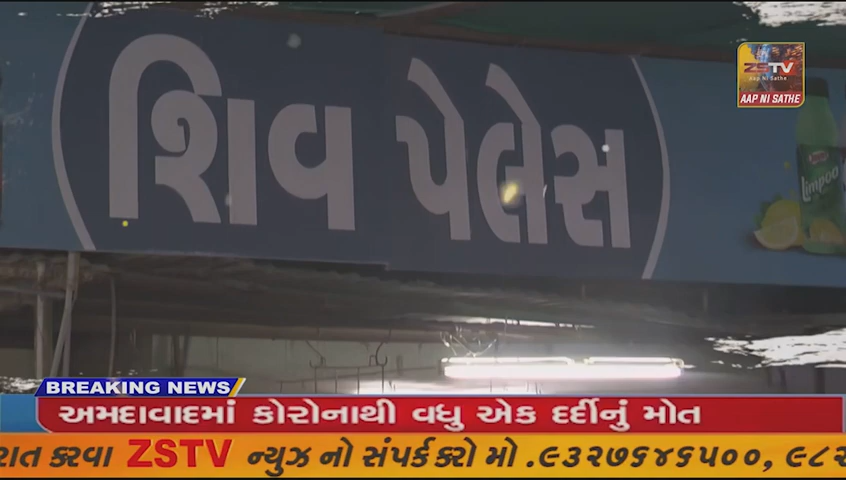 શિવ પેલેસ
ZSTV
Aap Ni Sathe
AAP NI SATHE
Limpoo
BREAKING NEWS
અમદાવાદમાં કોરોનાથી વધુ એક દર્દીનું મોત
રાત કરવા ZSTV ન્યુઝ નો સંપર્ક કરો મો .૯૩૨૭૬૪૬૫૦૦, ૯૮૨